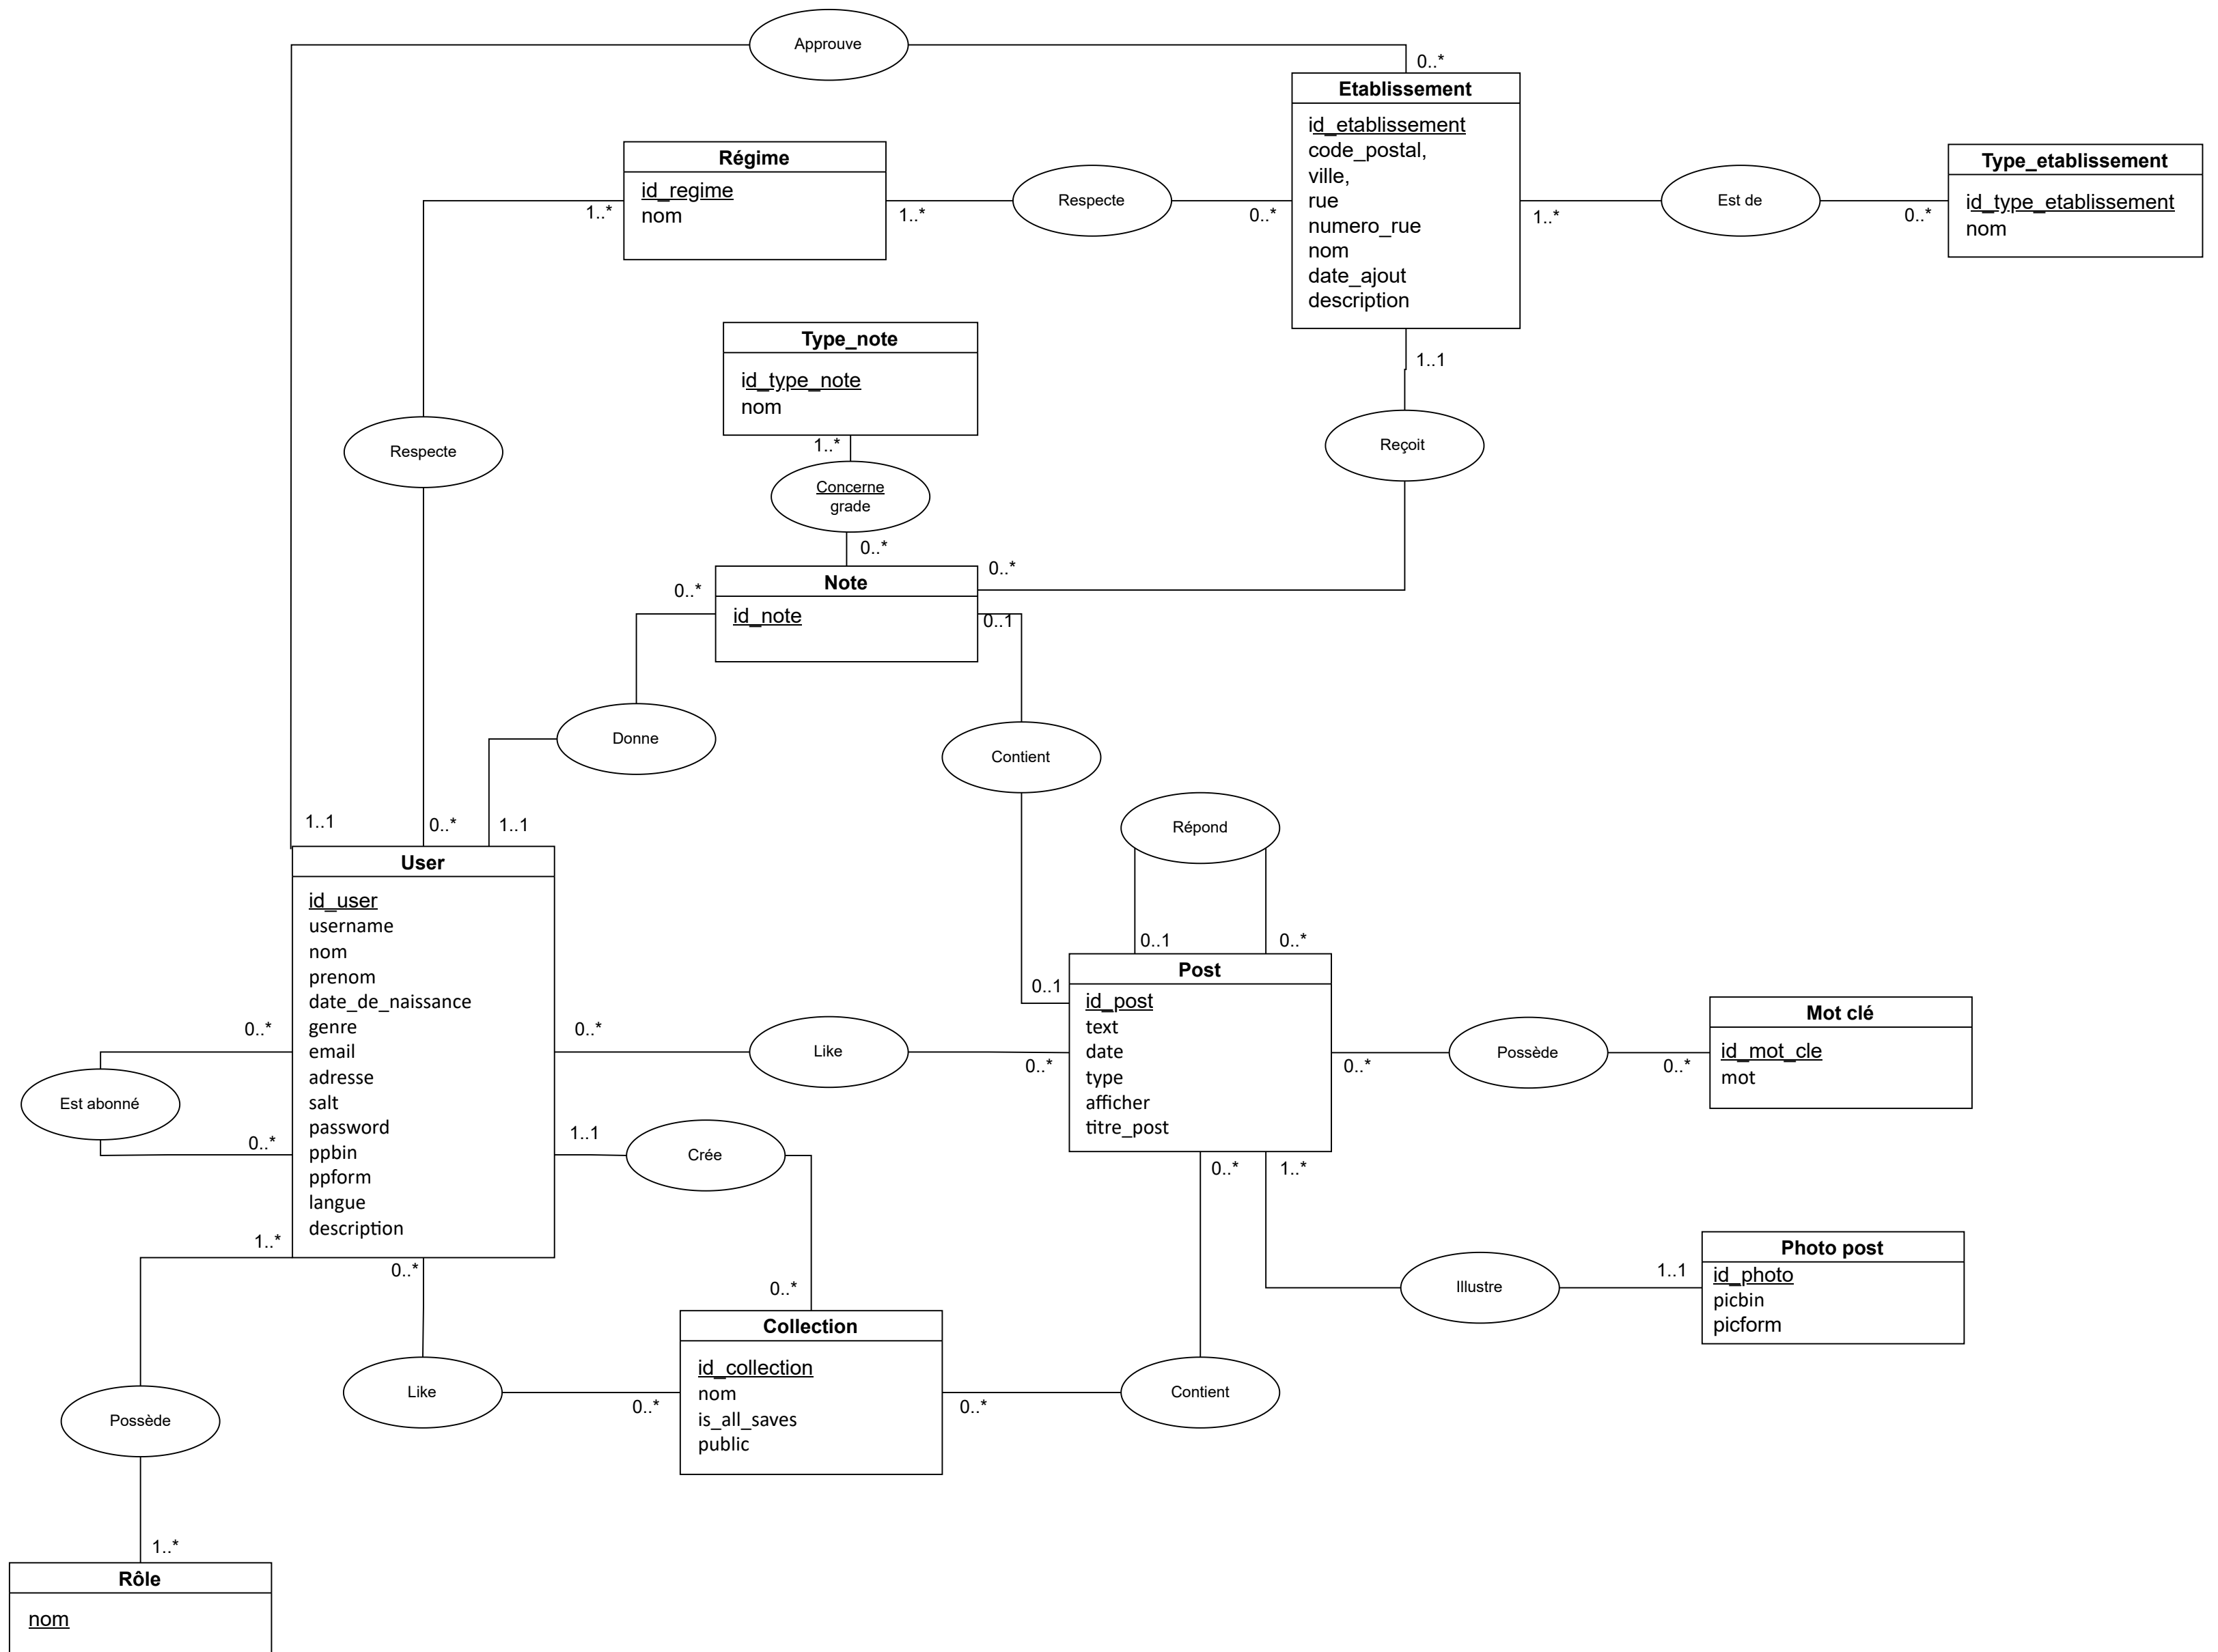 Approuve
0..*
Etablissement
id_etablissement
code_postal,
ville,
rue
numero_rue
nom
date_ajout
description
Régime
id_regime
nom
1..*
1..*
Respecte
0..*
1..*
Est de
0..*
Type_etablissement
id_type_etablissement
nom
Type_note
id_type_note
nom
1..*
Concerne
grade
0..*
1..1
Reçoit
0..*
Respecte
Note
id_note
0..*
0..1
Donne
Contient
1..1
0..*
1..1
Répond
0..1
0..*
User
id_user
username
nom
prenom
date_de_naissance
genre
email
adresse
salt
password
ppbin
ppform
langue
description
0..*
Est abonné
0..*
0..*
Like
0..*
0..1
Post
id_post
text
date
type
afficher
titre_post
0..*
Possède
0..*
Mot clé
id_mot_cle
mot
1..1
Crée
0..*
0..*
1..*
Illustre
1..1
Photo post
id_photo
picbin
picform
1..*
0..*
Like
0..*
Collection
id_collection
nom
is_all_saves
public
0..*
Contient
Possède
1..*
Rôle
nom